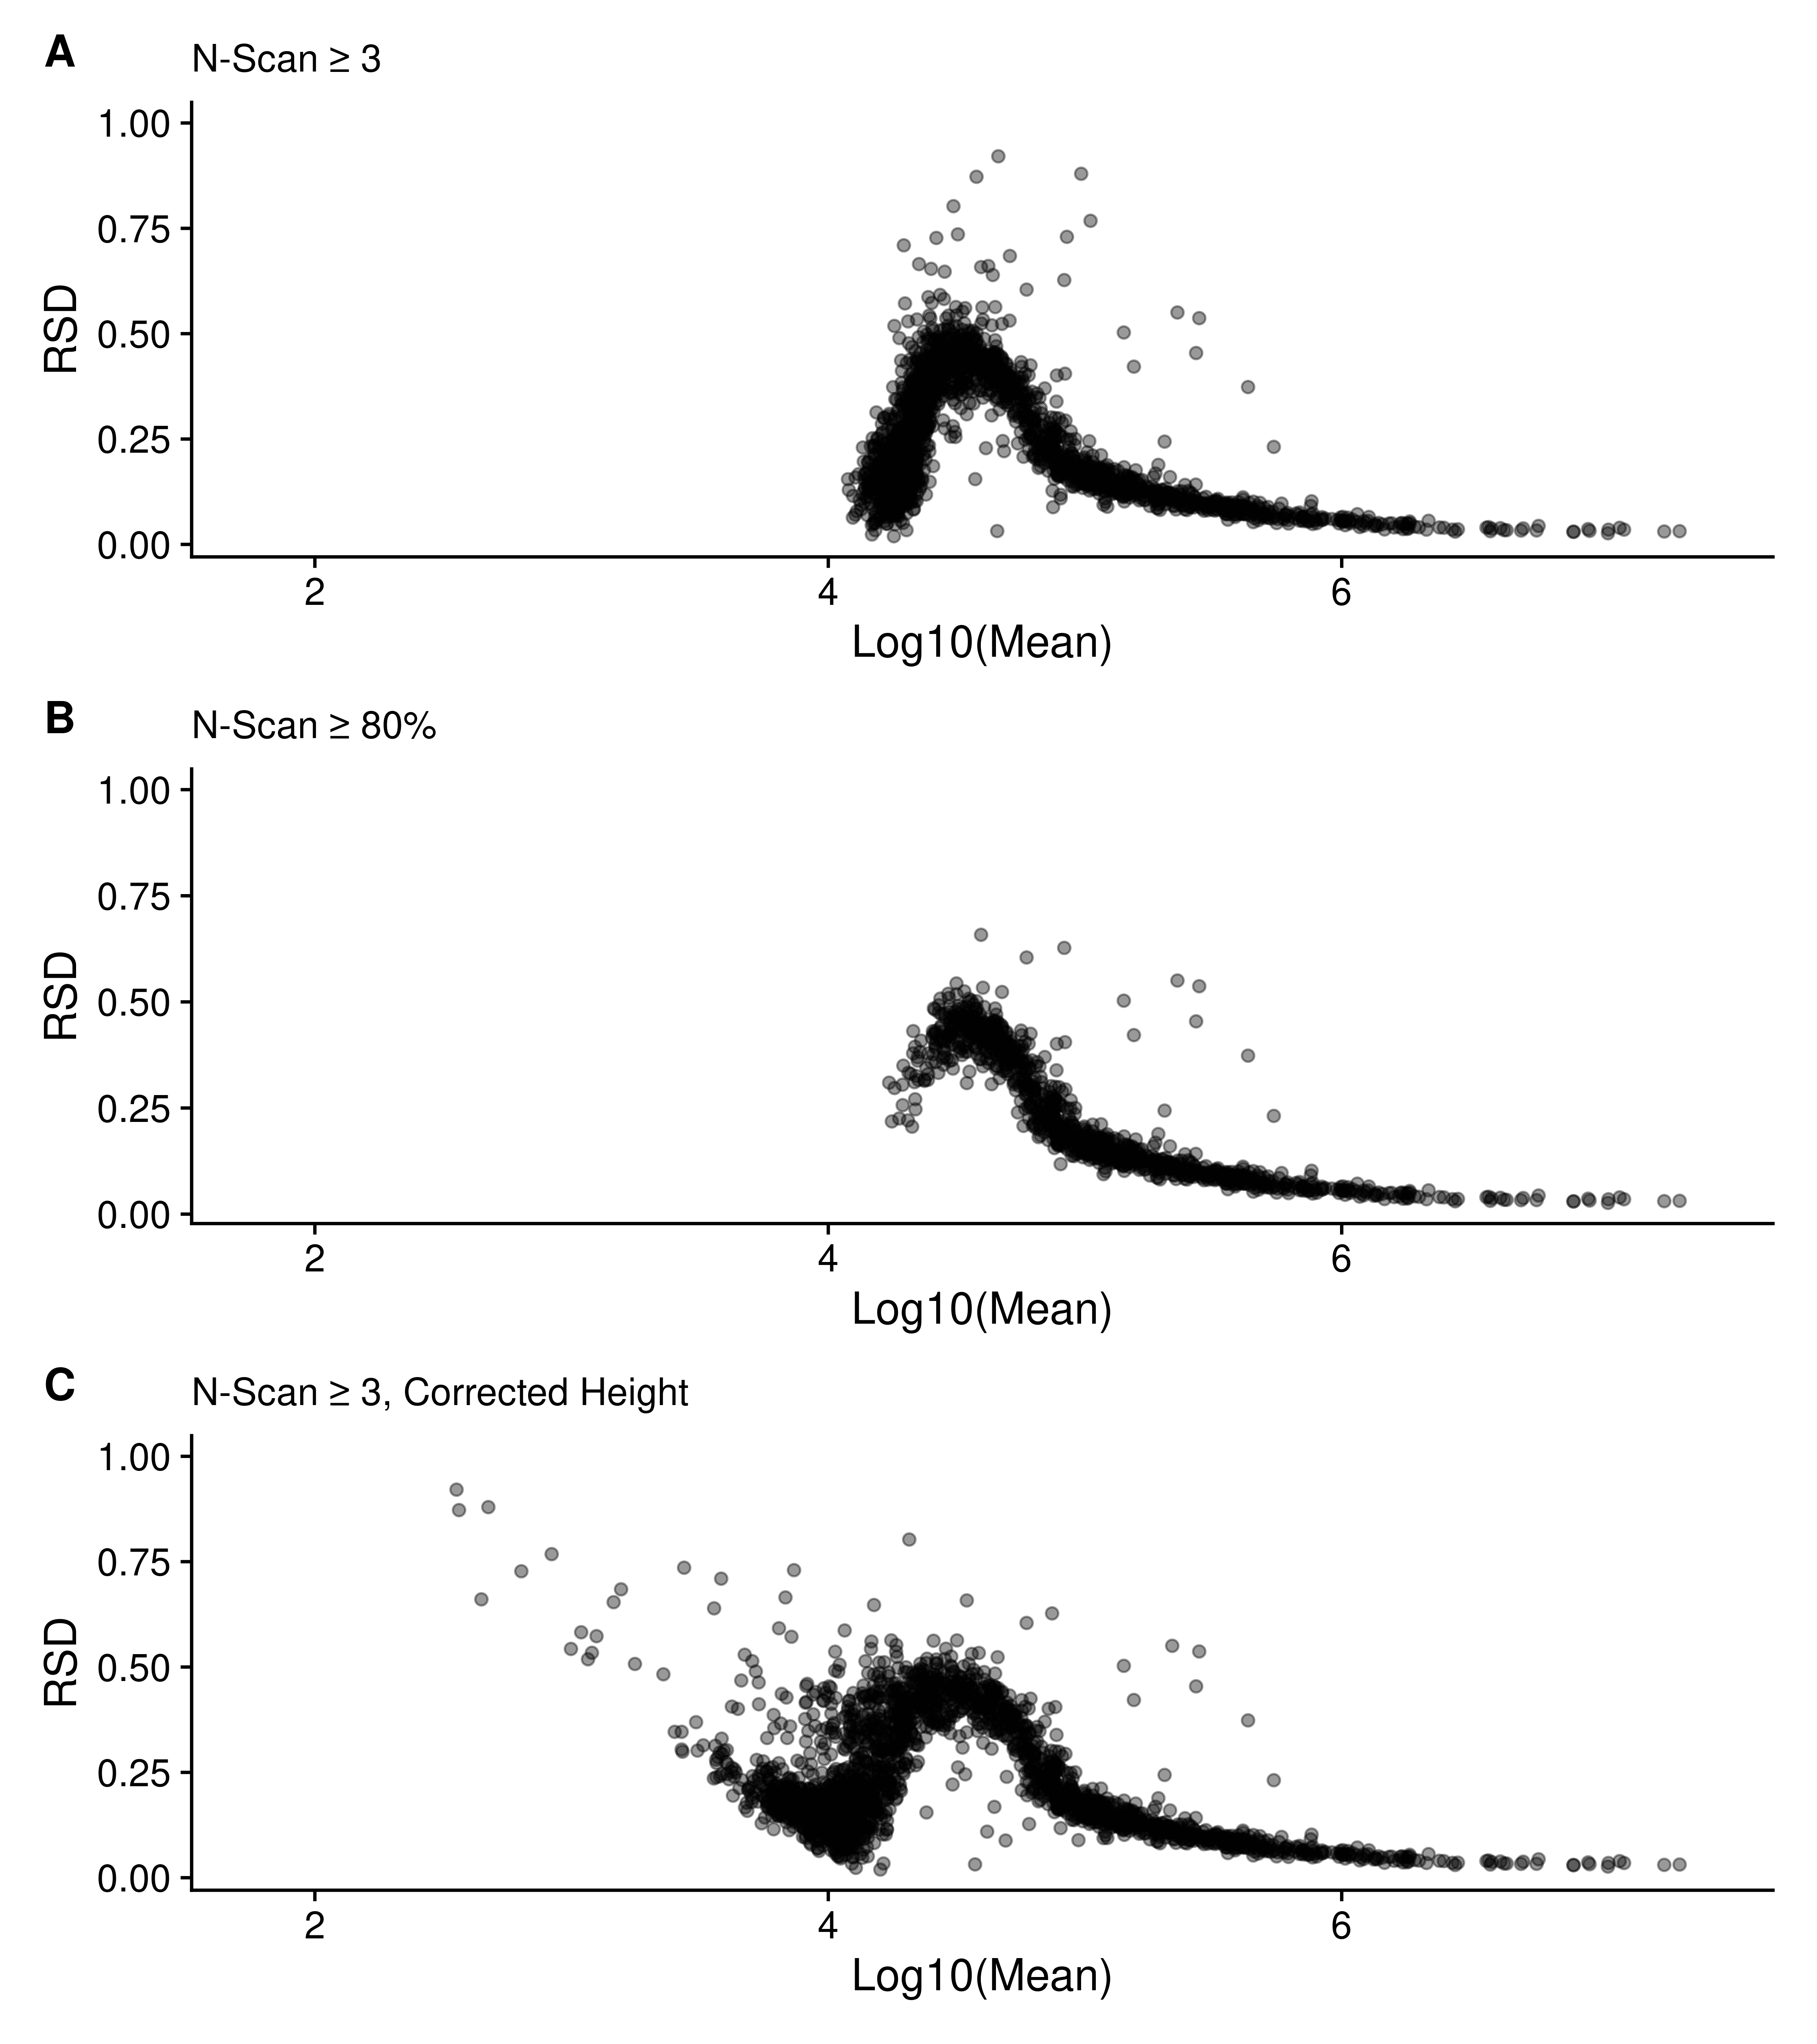 A
N-Scan ≥ 3
1.00
0.75
0.50
0.25
0.00
RSD
2 4 6
Log10(Mean)
B
N-Scan ≥ 80%
1.00
0.75
0.50
0.25
0.00
RSD
2 4 6
Log10(Mean)
C
N-Scan ≥ 3, Corrected Height
1.00
0.75
0.50
0.25
0.00
RSD
2 4 6
Log10(Mean)